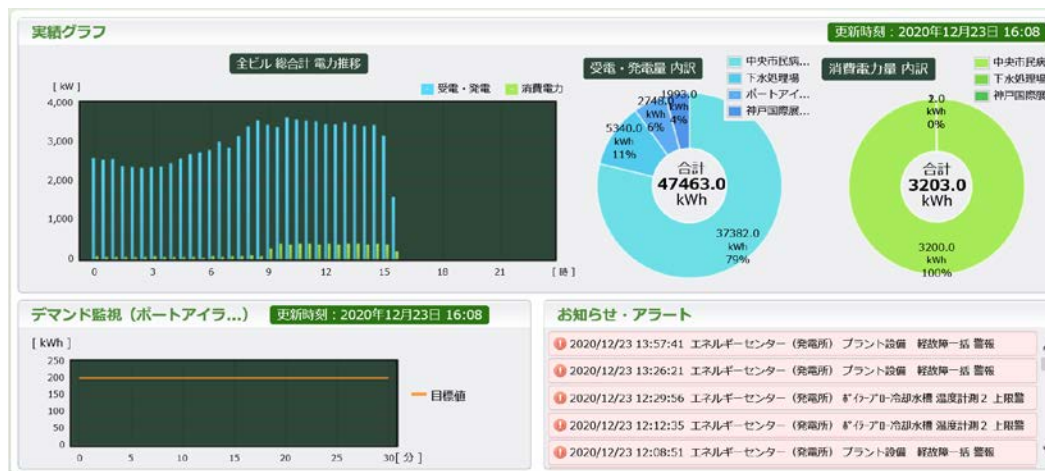 実績グラフ
更新時刻：2020年12月23日 16:08
全ビル 総合計 電力推移
[ kW ]
受電・発電
消費電力
4,000
3,000
2,000
1,000
0
0 3 6 9 12 15 18 21 [ 時 ]
受電・発電量 内訳
中央市民病...
下水処理場
ポートアイ...
神戸国際展...
1993.0
kWh
4%
2748.0
kWh
6%
5340.0
kWh
11%
合計
47463.0
kWh
37382.0
kWh
79%
消費電力量 内訳
中央市民病
下水処理場
神戸国際展
2.0
kWh
0%
合計
3203.0
kWh
3200.0
kWh
100%
デマンド監視（ポートアイラ...）
更新時刻：2020年12月23日 16:08
[ kWh ]
250
200
150
100
50
0
0 5 10 15 20 25 30[ 分 ]
目標値
お知らせ・アラート
2020/12/23 13:57:41 エネルギーセンター（発電所） プラント設備 軽故障一括 警報
2020/12/23 13:26:21 エネルギーセンター（発電所） プラント設備 軽故障一括 警報
2020/12/23 12:29:56 エネルギーセンター（発電所） ﾎﾞｲﾗｰﾌﾞﾛｰ冷却水槽 温度計測2 上限警
2020/12/23 12:12:35 エネルギーセンター（発電所） ﾎﾞｲﾗｰﾌﾞﾛｰ冷却水槽 温度計測2 上限警
2020/12/23 12:08:51 エネルギーセンター（発電所） プラント設備 軽故障一括 警報